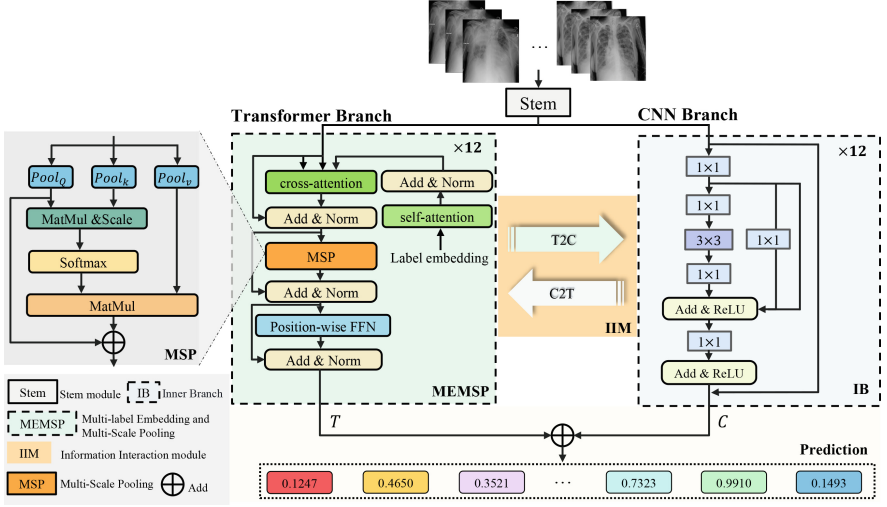 ...
Stem
Transformer Branch
CNN Branch
×12
×12
Pool_Q
Pool_k
Pool_v
MatMul &Scale
Softmax
MatMul
MSP
cross-attention
Add & Norm
Add & Norm
self-attention
Label embedding
MSP
Add & Norm
Position-wise FFN
Add & Norm
MEMSP
T2C
C2T
IIM
1×1
1×1
3×3
1×1
1×1
Add & ReLU
1×1
Add & ReLU
IB
Stem Stem module IB Inner Branch
MEMSP Multi-label Embedding and
Multi-Scale Pooling
IIM Information Interaction module
MSP Multi-Scale Pooling Add
T
C
Prediction
0.1247 0.4650 0.3521 ... 0.7323 0.9910 0.1493